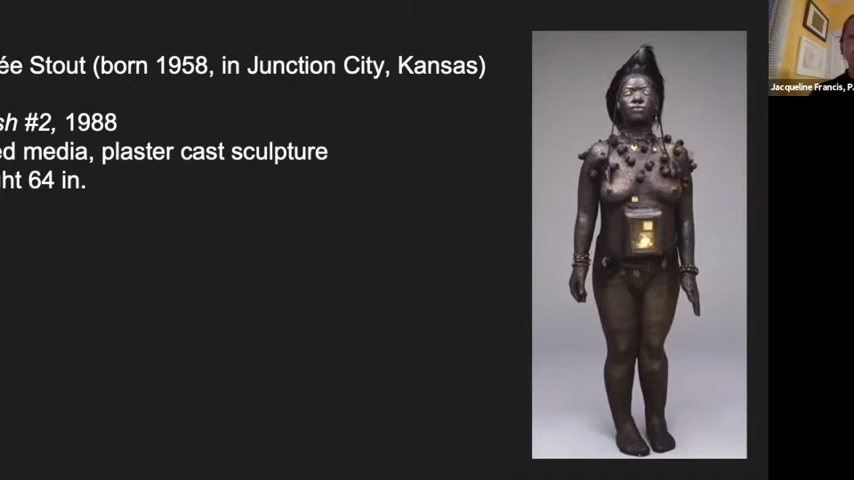 ée Stout (born 1958, in Junction City, Kansas)
sh #2, 1988
ed media, plaster cast sculpture
ht 64 in.
Jacqueline Francis, P.